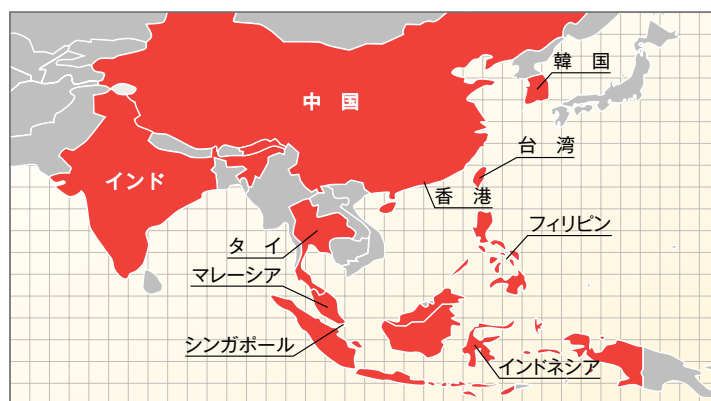 韓 国
中 国
台 湾
インド
香 港
フィリピン
タ イ
マレーシア
シンガポール
インドネシア